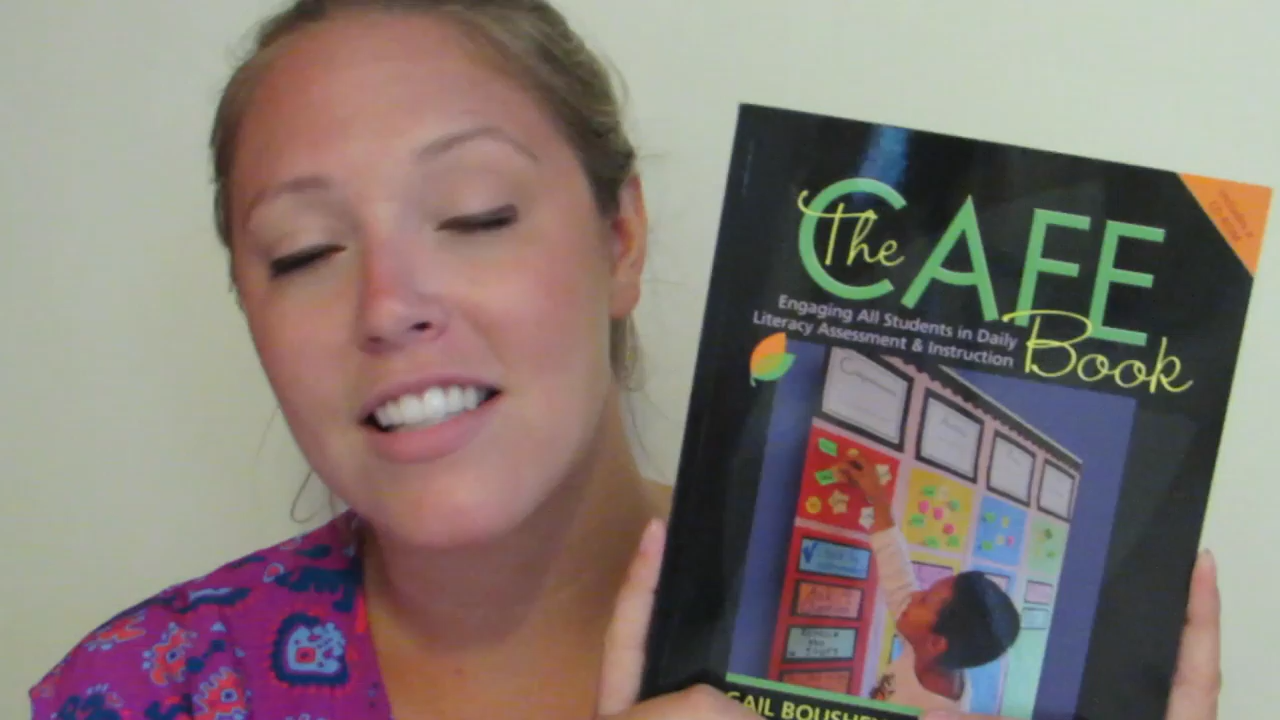 The CAFE
Book
Engaging All Students in Daily
Literacy Assessment & Instruction
GAIL BOUSHEY